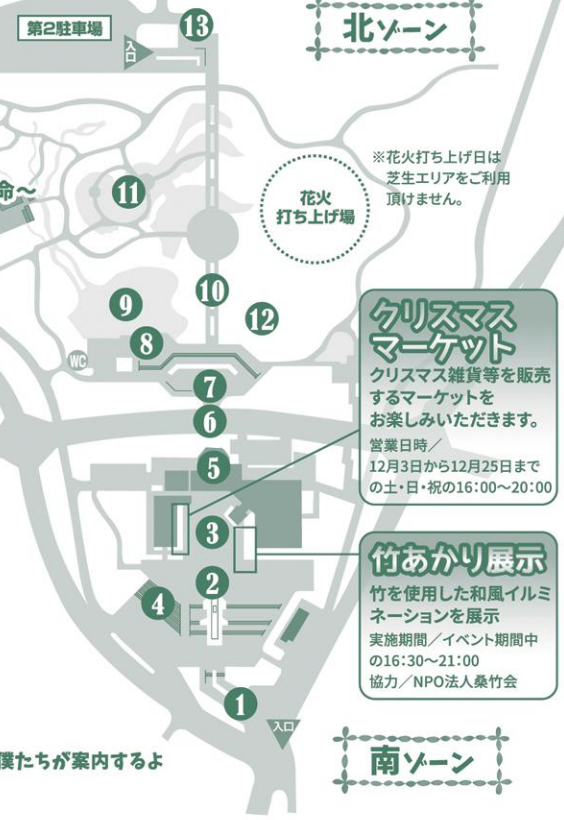 第2駐車場
入口
13
北ゾーン
※花火打ち上げ日は
芝生エリアをご利用
頂けません。
命～
11
花火
打ち上げ場
9
10
12
8
WC
7
6
クリスマス
マーケット
クリスマス雑貨等を販売
するマーケットを
お楽しみいただきます。
営業日時／
12月3日から12月25日まで
の土・日・祝の16:00～20:00
5
3
2
4
竹あかり展示
竹を使用した和風イルミ
ネーションを展示
実施期間／イベント期間中
の16:30～21:00
協力／NPO法人桑竹会
1
入口
僕たちが案内するよ
南ゾーン